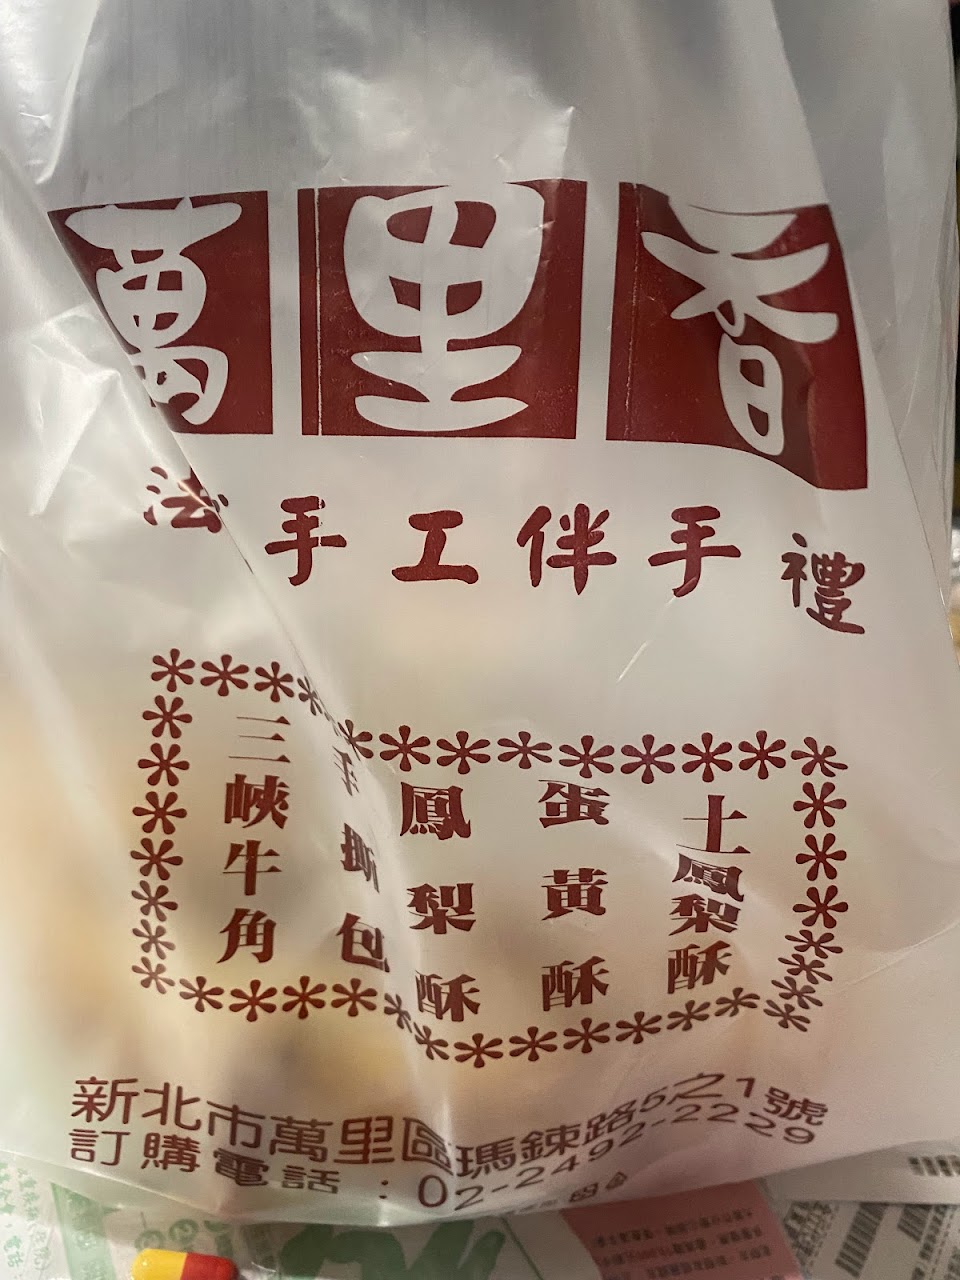 萬里香
法手工伴手禮
三峽牛角
手撕包
鳳梨酥
蛋黃酥
土鳳梨酥
新北市萬里區瑪鋉路5之1號
訂購電話：02-2492-2229